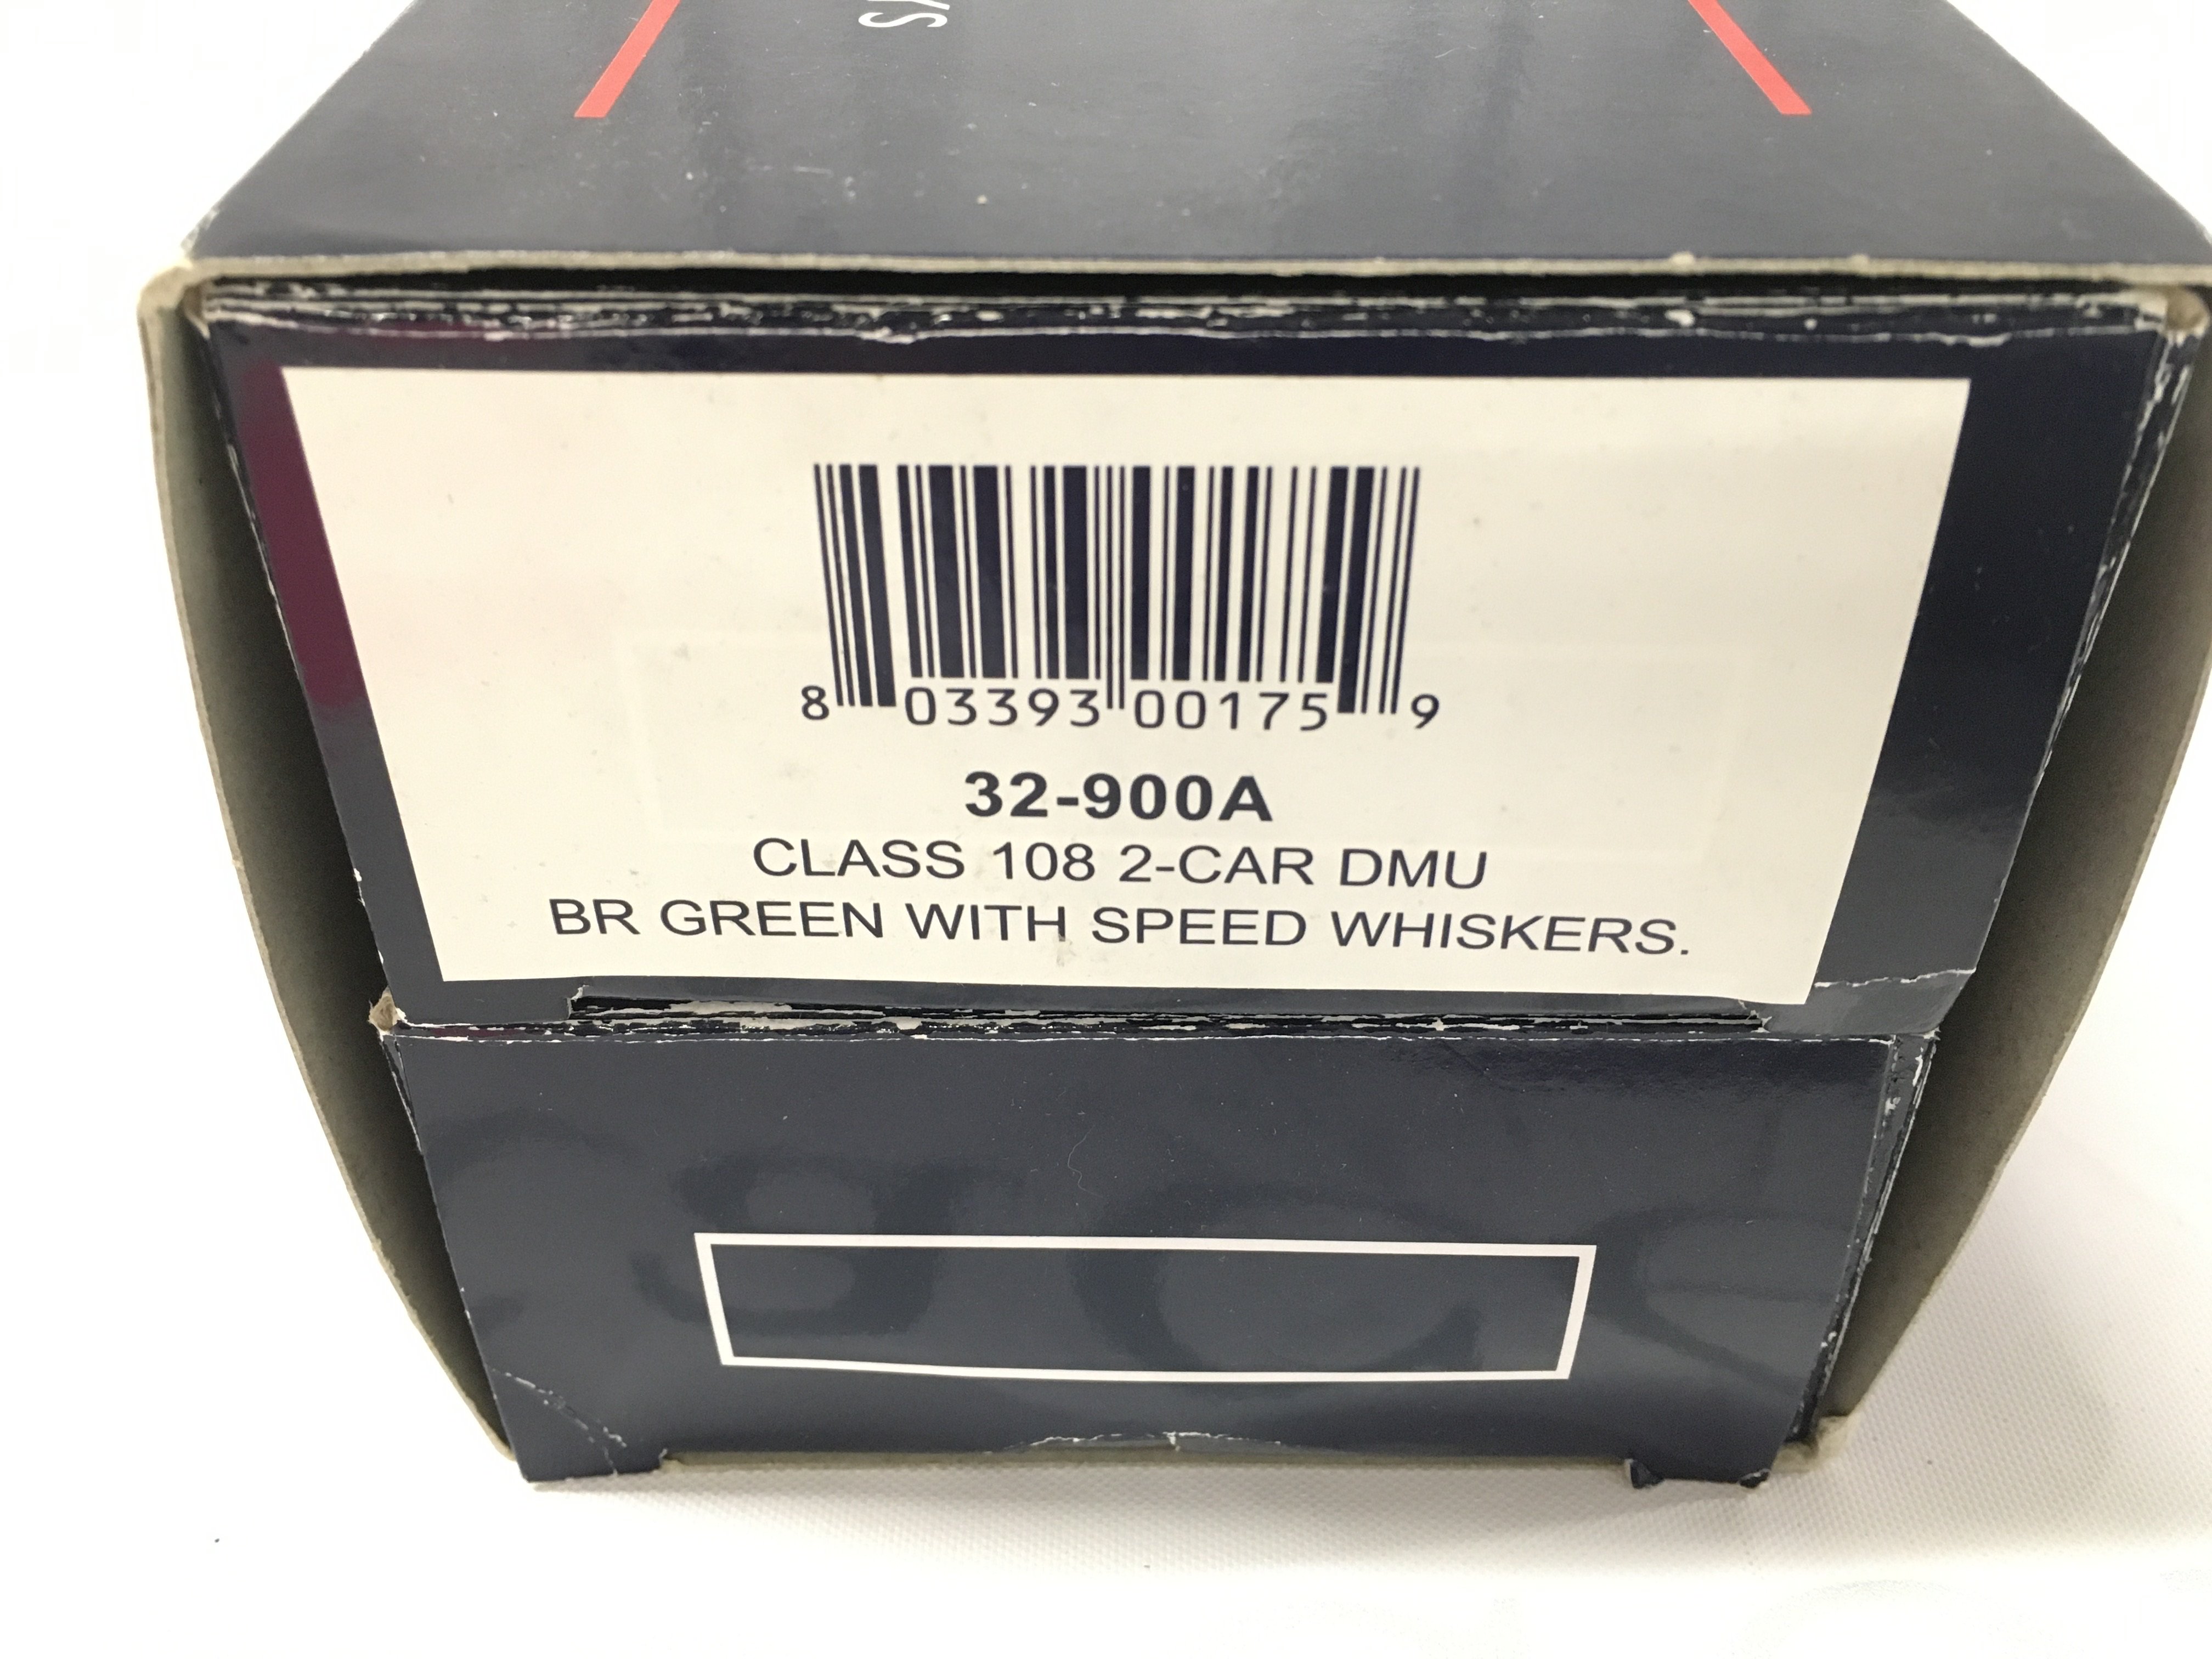 8 03393 00175 9
32-900A
CLASS 108 2-CAR DMU
BR GREEN WITH SPEED WHISKERS.